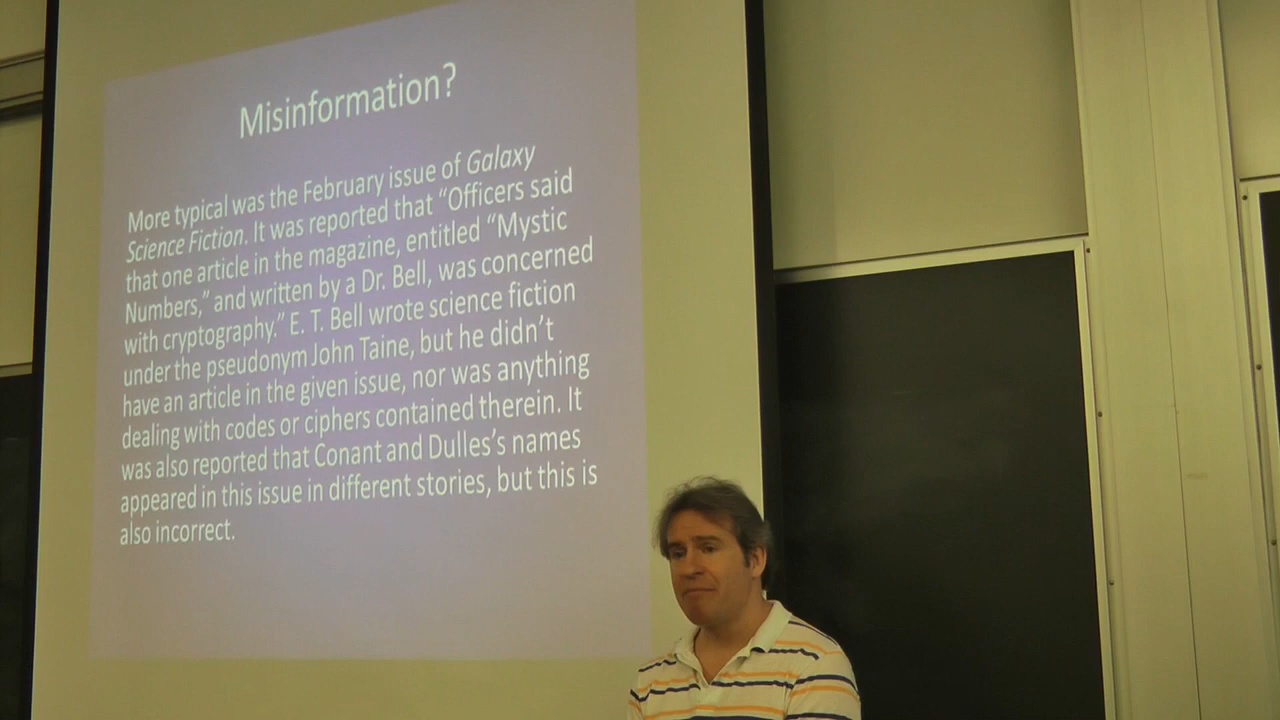 Misinformation?
More typical was the February issue of Galaxy
Science Fiction. It was reported that “Officers said
that one article in the magazine, entitled “Mystic
Numbers,” and written by a Dr. Bell, was concerned
with cryptography.” E. T. Bell wrote science fiction
under the pseudonym John Taine, but he didn’t
have an article in the given issue, nor was anything
dealing with codes or ciphers contained therein. It
was also reported that Conant and Dulles’s names
appeared in this issue in different stories, but this is
also incorrect.